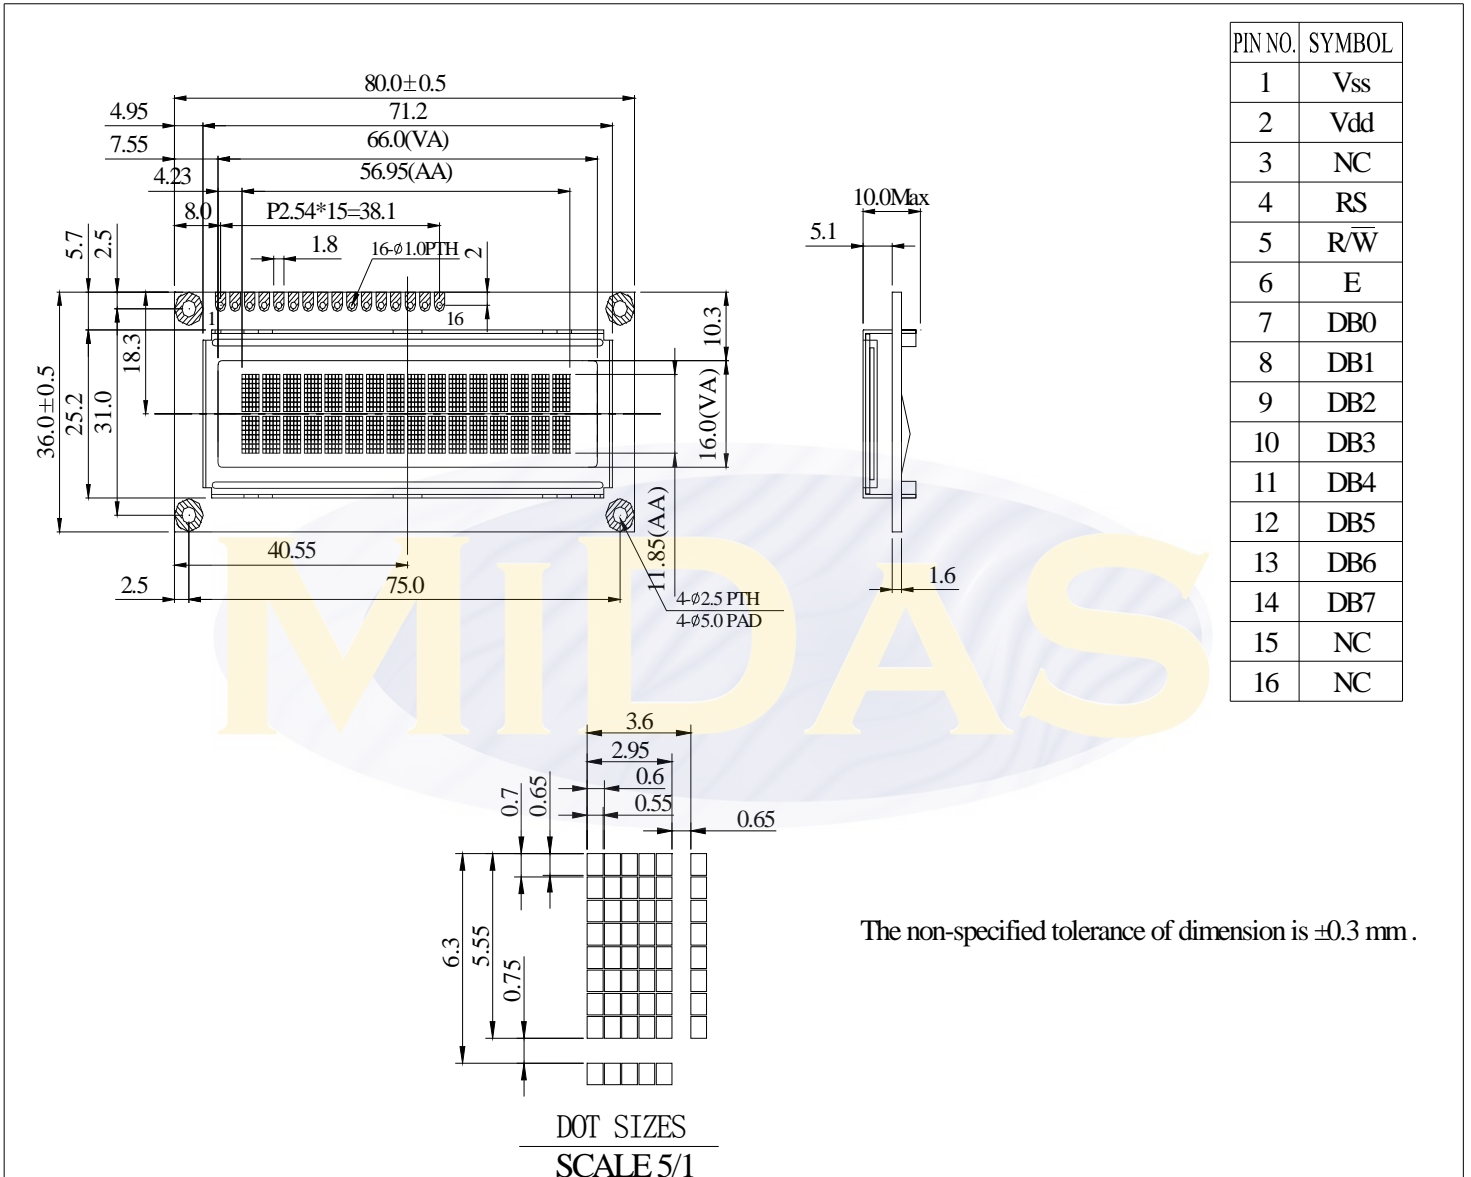 PIN NO. SYMBOL
1 Vss
2 Vdd
3 NC
4 RS
5 R/W̅
6 E
7 DB0
8 DB1
9 DB2
10 DB3
11 DB4
12 DB5
13 DB6
14 DB7
15 NC
16 NC
80.0±0.5
4.95 71.2
7.55 66.0(VA)
4.23 56.95(AA)
8.0 P2.54*15=38.1
5.7
2.5
1.8
16-ø1.0PTH
2
1
16
10.3
18.3
36.0±0.5
25.2
31.0
16.0(VA)
11.85(AA)
40.55
2.5
75.0
4-ø2.5 PTH
4-ø5.0 PAD
10.0Max
5.1
1.6
MIDAS
3.6
2.95
0.6
0.55
0.7
0.65
0.65
6.3
5.55
0.75
The non-specified tolerance of dimension is ±0.3 mm .
DOT SIZES
SCALE 5/1